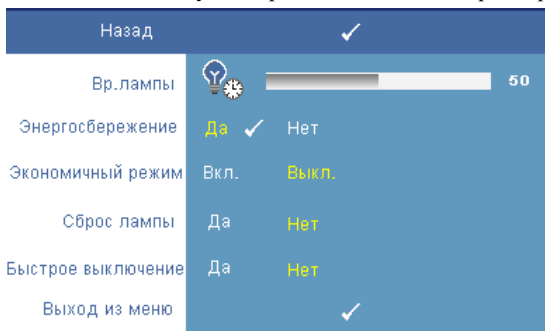 Назад ✓
Вр.лампы 50
Энергосбережение Да ✓ Нет
Экономичный режим Вкл. Выкл.
Сброс лампы Да Нет
Быстрое выключение Да Нет
Выход из меню ✓